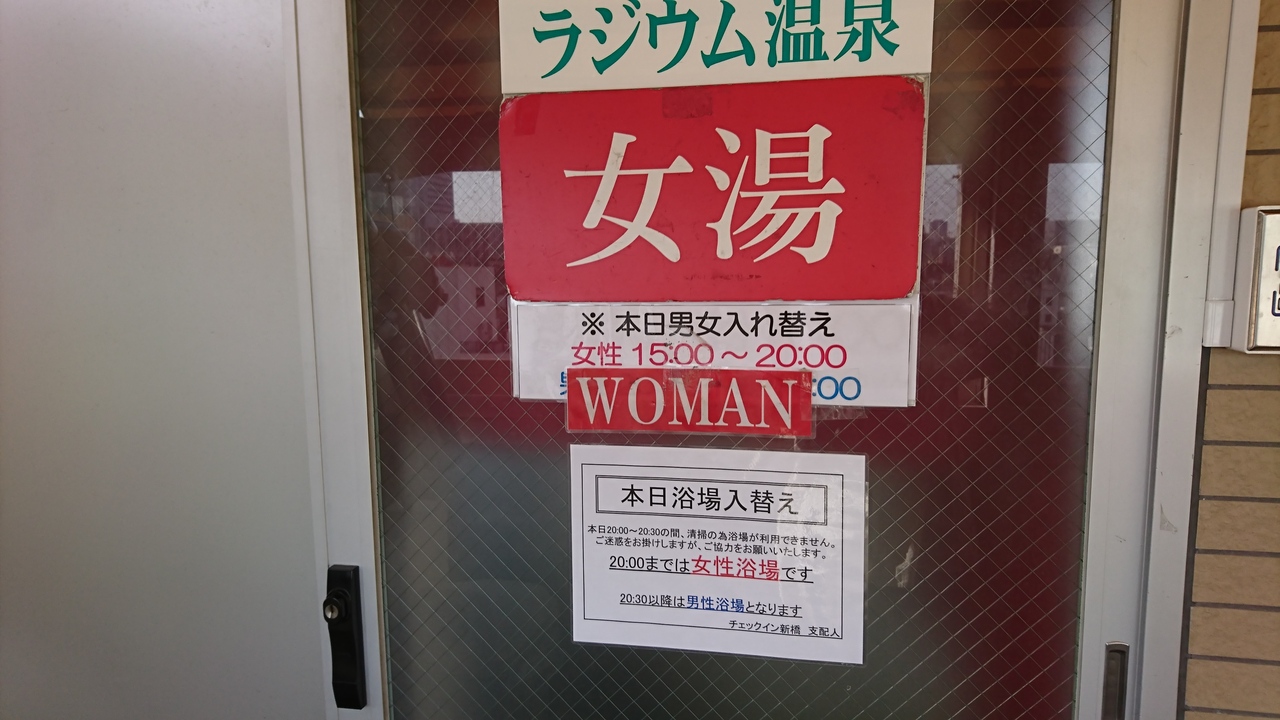 ラジウム温泉
女湯
※ 本日男女入れ替え
女性 15:00～20:00
:00
WOMAN
本日浴場入替え
本日20:00～20:30の間、清掃の為浴場が利用できません。
ご迷惑をお掛けしますが、ご協力をお願いいたします。
20:00までは女性浴場です
20:30以降は男性浴場となります
チェックイン新橋 支配人